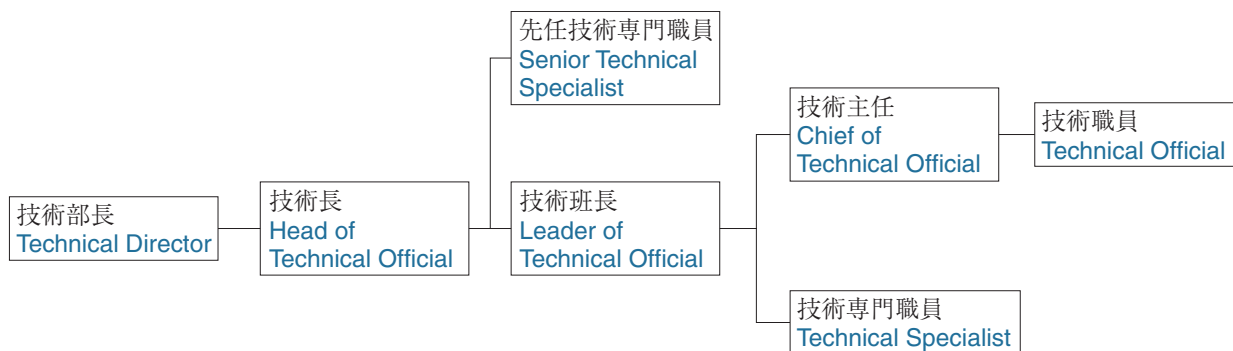 先任技術専門職員
Senior Technical
Specialist
技術主任
Chief of
Technical Official
技術職員
Technical Official
技術部長
Technical Director
技術長
Head of
Technical Official
技術班長
Leader of
Technical Official
技術専門職員
Technical Specialist